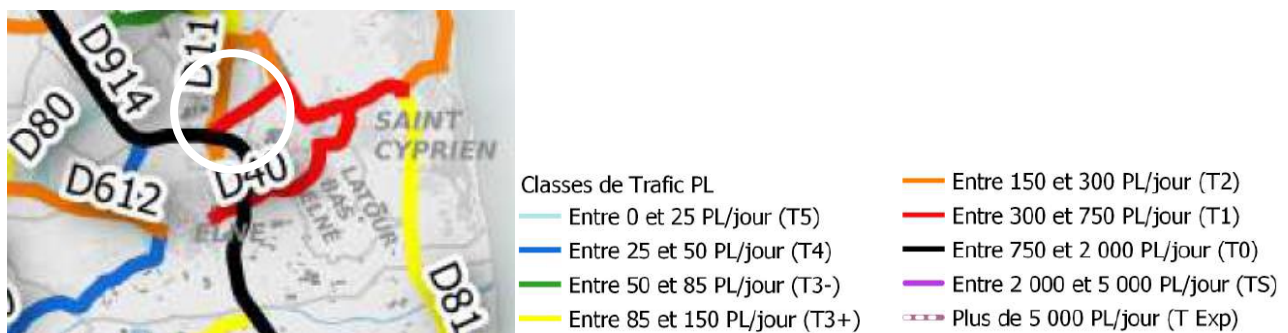 D914
D11
D80
D612
D40
SAINT
CYPRIEN
ELNE
LATOUR
BAS
ELNE
D81
Classes de Trafic PL
Entre 0 et 25 PL/jour (T5)
Entre 25 et 50 PL/jour (T4)
Entre 50 et 85 PL/jour (T3-)
Entre 85 et 150 PL/jour (T3+)
Entre 150 et 300 PL/jour (T2)
Entre 300 et 750 PL/jour (T1)
Entre 750 et 2 000 PL/jour (T0)
Entre 2 000 et 5 000 PL/jour (TS)
Plus de 5 000 PL/jour (T Exp)